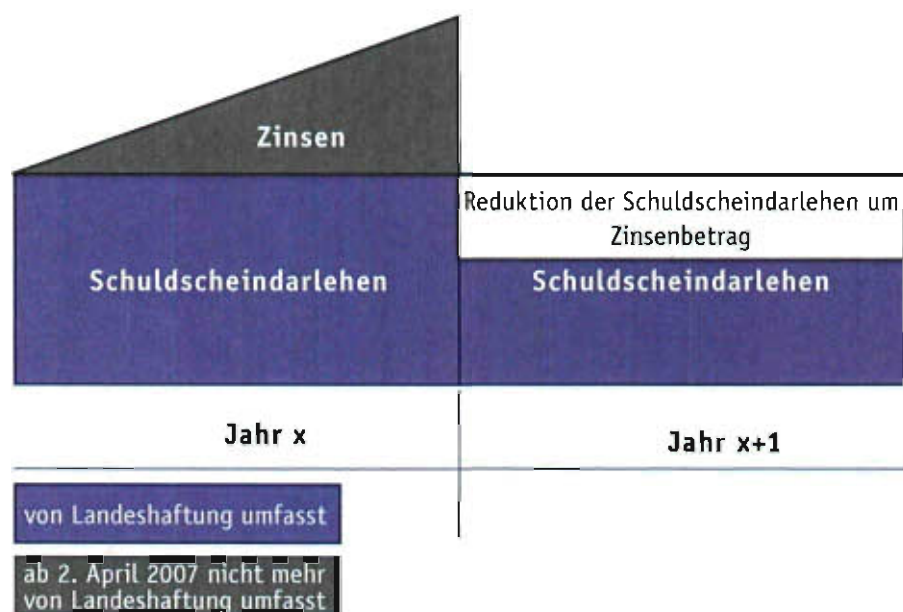 Zinsen
Reduktion der Schuldscheindarlehen um
Zinsenbetrag
Schuldscheindarlehen
Schuldscheindarlehen
Jahr x
Jahr x+1
von Landeshaftung umfasst
ab 2. April 2007 nicht mehr
von Landeshaftung umfasst